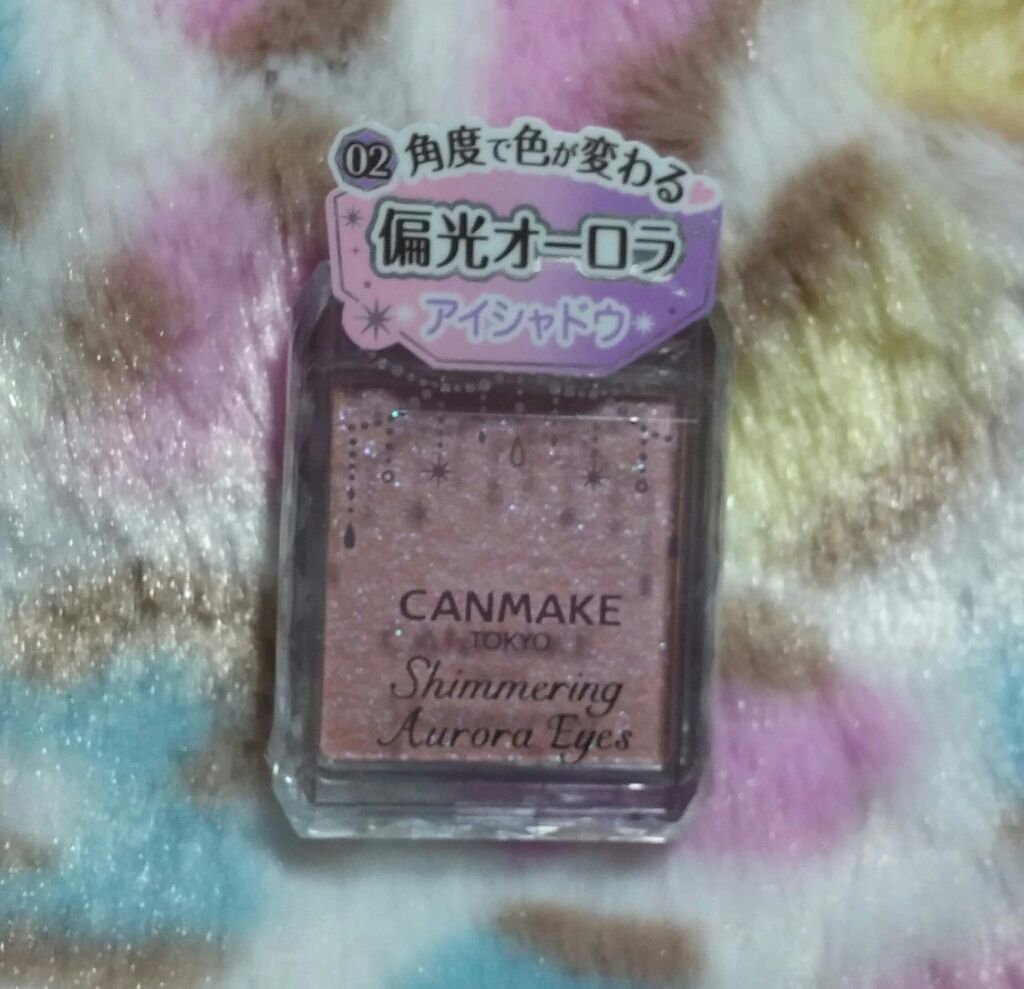 02 角度で色が変わる
偏光オーロラ
アイシャドウ
CANMAKE
TOKYO
Shimmering
Aurora Eyes